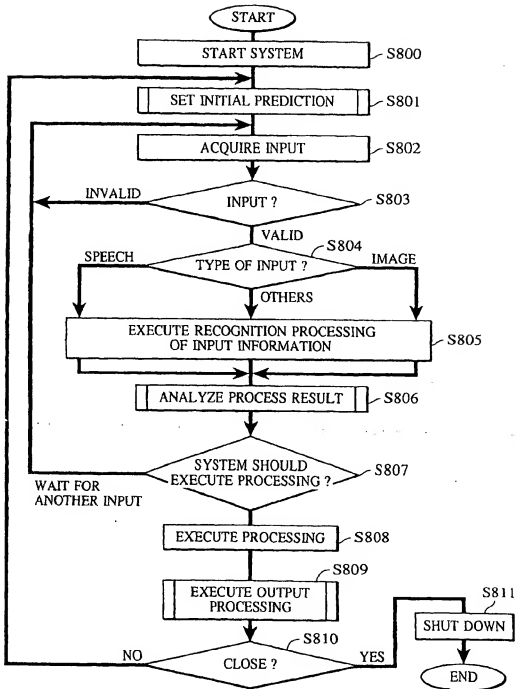 START
START SYSTEM
S800
SET INITIAL PREDICTION
S801
ACQUIRE INPUT
S802
INVALID
INPUT ?
S803
VALID
S804
SPEECH
TYPE OF INPUT ?
IMAGE
OTHERS
EXECUTE RECOGNITION PROCESSING
OF INPUT INFORMATION
S805
ANALYZE PROCESS RESULT
S806
SYSTEM SHOULD
EXECUTE PROCESSING ?
S807
WAIT FOR
ANOTHER INPUT
EXECUTE PROCESSING
S808
S809
EXECUTE OUTPUT
PROCESSING
S811
SHUT DOWN
S810
NO
CLOSE ?
YES
END